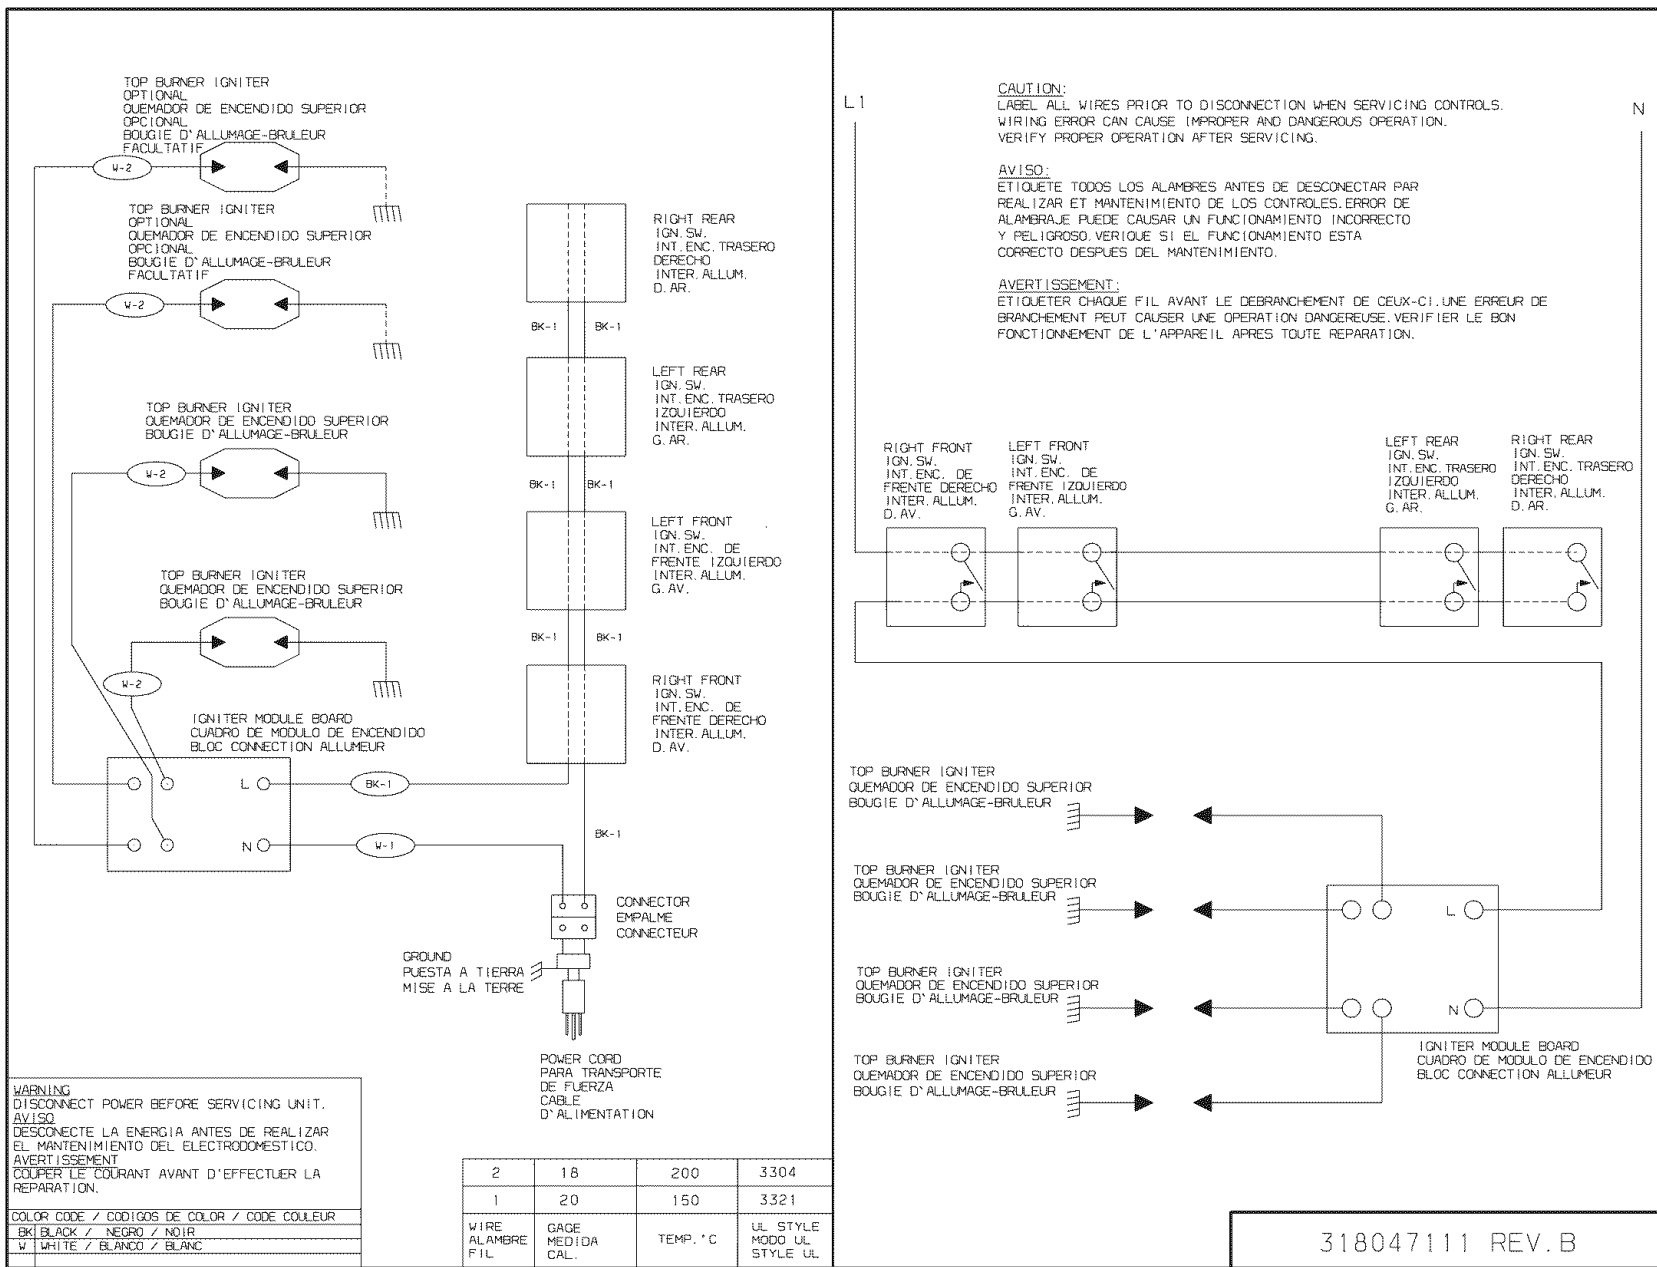 TOP BURNER IGNITER
OPTIONAL
QUEMADOR DE ENCENDIDO SUPERIOR
OPCIONAL
BOUGIE D'ALLUMAGE-BRULEUR
FACULTATIF
W-2
TOP BURNER IGNITER
OPTIONAL
QUEMADOR DE ENCENDIDO SUPERIOR
OPCIONAL
BOUGIE D'ALLUMAGE-BRULEUR
FACULTATIF
W-2
TOP BURNER IGNITER
QUEMADOR DE ENCENDIDO SUPERIOR
BOUGIE D'ALLUMAGE-BRULEUR
W-2
TOP BURNER IGNITER
QUEMADOR DE ENCENDIDO SUPERIOR
BOUGIE D'ALLUMAGE-BRULEUR
W-2
IGNITER MODULE BOARD
CUADRO DE MODULO DE ENCENDIDO
BLOC CONNECTION ALLUMEUR
L
BK-1
N
W-1
RIGHT REAR
IGN. SW.
INT. ENC. TRASERO
DERECHO
INTER. ALLUM.
D. AR.
BK-1 BK-1
LEFT REAR
IGN. SW.
INT. ENC. TRASERO
IZQUIERDO
INTER. ALLUM.
G. AR.
BK-1 BK-1
LEFT FRONT
IGN. SW.
INT. ENC. DE
FRENTE IZQUIERDO
INTER. ALLUM.
G. AV.
BK-1 BK-1
RIGHT FRONT
IGN. SW.
INT. ENC. DE
FRENTE DERECHO
INTER. ALLUM.
D. AV.
BK-1
CONNECTOR
EMPALME
CONNECTEUR
GROUND
PUESTA A TIERRA
MISE A LA TERRE
POWER CORD
PARA TRANSPORTE
DE FUERZA
CABLE
D'ALIMENTATION
WARNING
DISCONNECT POWER BEFORE SERVICING UNIT.
AVISO
DESCONECTE LA ENERGIA ANTES DE REALIZAR
EL MANTENIMIENTO DEL ELECTRODOMESTICO.
AVERTISSEMENT
COUPER LE COURANT AVANT D'EFFECTUER LA
REPARATION.
COLOR CODE / CODIGOS DE COLOR / CODE COULEUR
BK BLACK / NEGRO / NOIR
W WHITE / BLANCO / BLANC
2 18 200 3304
1 20 150 3321
WIRE GAGE TEMP. °C UL STYLE
ALAMBRE MEDIDA MODO UL
FIL CAL. STYLE UL
L1
N
CAUTION:
LABEL ALL WIRES PRIOR TO DISCONNECTION WHEN SERVICING CONTROLS.
WIRING ERROR CAN CAUSE IMPROPER AND DANGEROUS OPERATION.
VERIFY PROPER OPERATION AFTER SERVICING.
AVISO:
ETIQUETE TODOS LOS ALAMBRES ANTES DE DESCONECTAR PAR
REALIZAR ET MANTENIMIENTO DE LOS CONTROLES. ERROR DE
ALAMBRAJE PUEDE CAUSAR UN FUNCIONAMIENTO INCORRECTO
Y PELIGROSO. VERIQUE SI EL FUNCIONAMIENTO ESTA
CORRECTO DESPUES DEL MANTENIMIENTO.
AVERTISSEMENT:
ETIQUETER CHAQUE FIL AVANT LE DEBRANCHEMENT DE CEUX-CI. UNE ERREUR DE
BRANCHEMENT PEUT CAUSER UNE OPERATION DANGEREUSE. VERIFIER LE BON
FONCTIONNEMENT DE L'APPAREIL APRES TOUTE REPARATION.
RIGHT FRONT
IGN. SW.
INT. ENC. DE
FRENTE DERECHO
INTER. ALLUM.
D. AV.
LEFT FRONT
IGN. SW.
INT. ENC. DE
FRENTE IZQUIERDO
INTER. ALLUM.
G. AV.
LEFT REAR
IGN. SW.
INT. ENC. TRASERO
IZQUIERDO
INTER. ALLUM.
G. AR.
RIGHT REAR
IGN. SW.
INT. ENC. TRASERO
DERECHO
INTER. ALLUM.
D. AR.
TOP BURNER IGNITER
QUEMADOR DE ENCENDIDO SUPERIOR
BOUGIE D'ALLUMAGE-BRULEUR
TOP BURNER IGNITER
QUEMADOR DE ENCENDIDO SUPERIOR
BOUGIE D'ALLUMAGE-BRULEUR
L
TOP BURNER IGNITER
QUEMADOR DE ENCENDIDO SUPERIOR
BOUGIE D'ALLUMAGE-BRULEUR
N
TOP BURNER IGNITER
QUEMADOR DE ENCENDIDO SUPERIOR
BOUGIE D'ALLUMAGE-BRULEUR
IGNITER MODULE BOARD
CUADRO DE MODULO DE ENCENDIDO
BLOC CONNECTION ALLUMEUR
318047111 REV. B